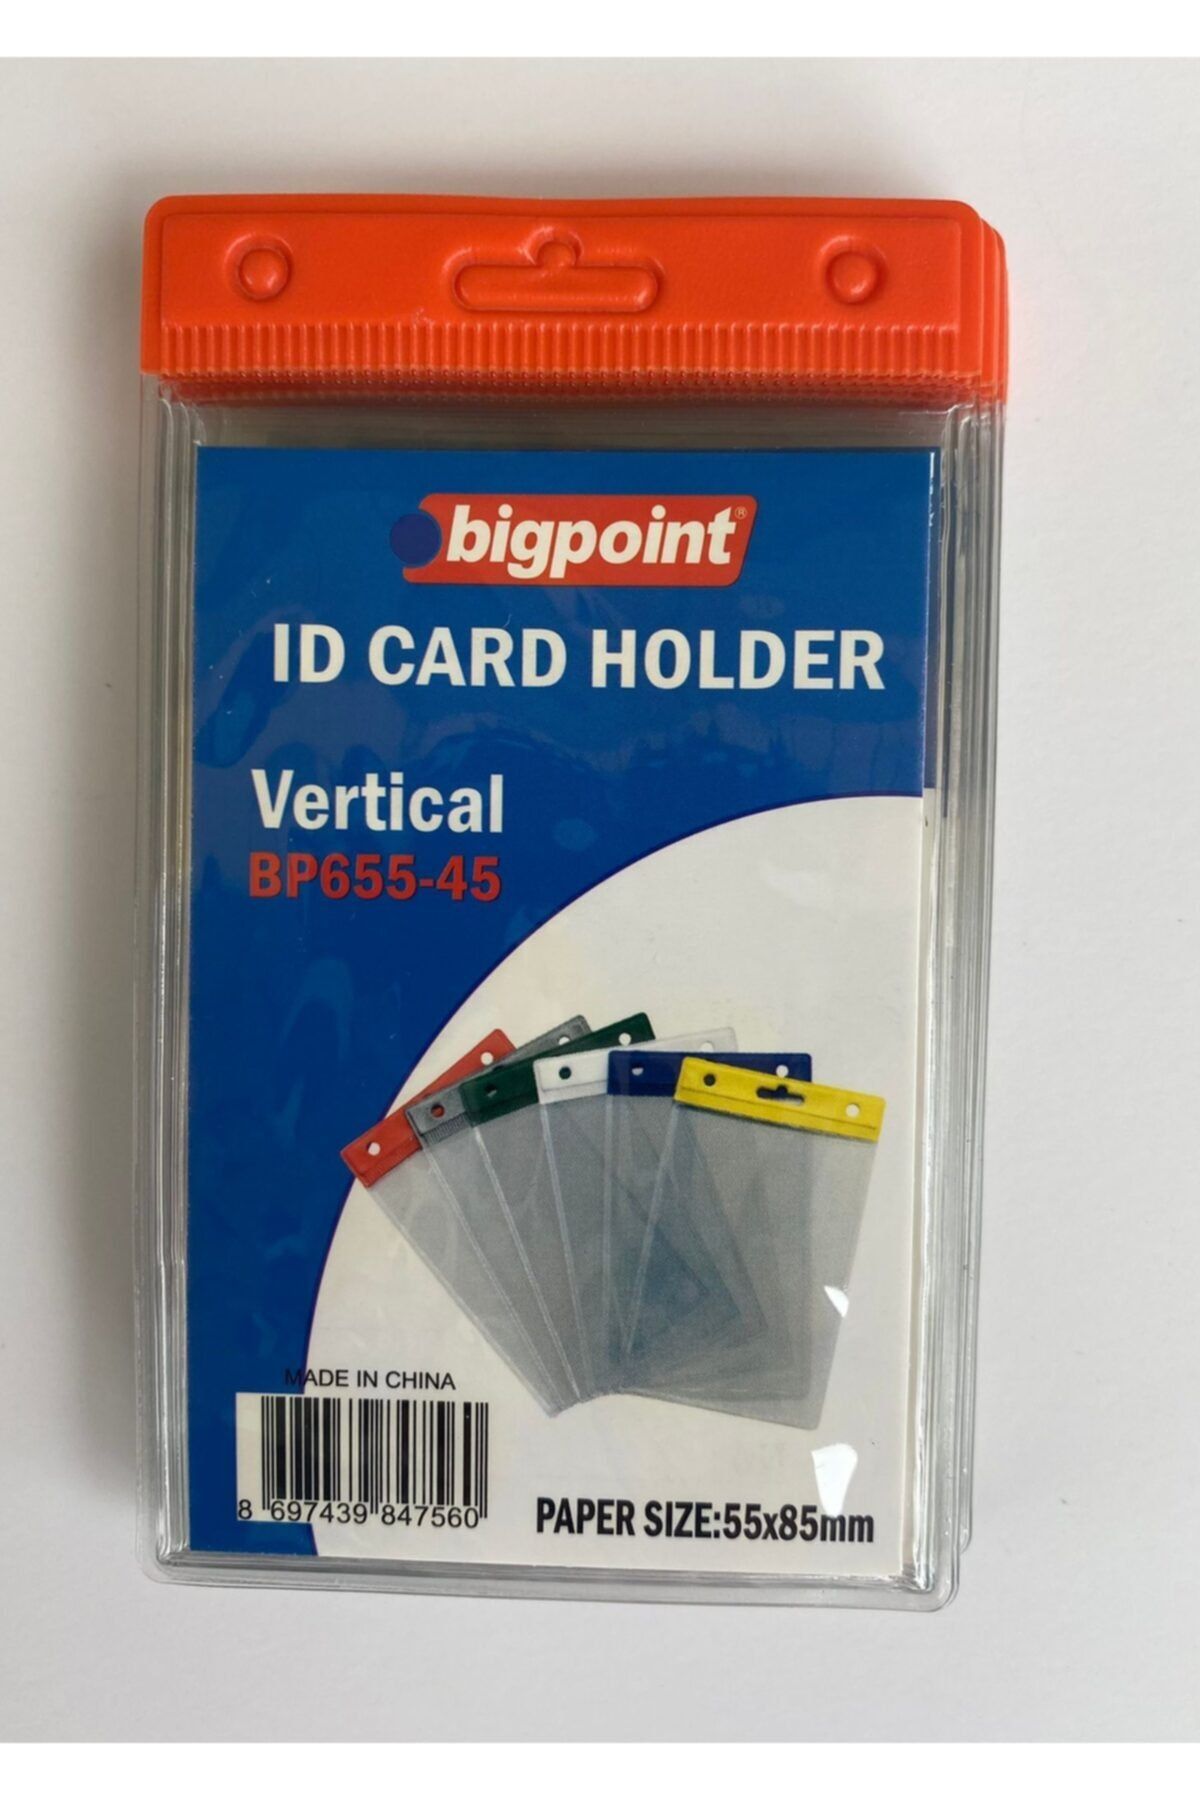 bigpoint®
ID CARD HOLDER
Vertical
BP655-45
MADE IN CHINA
8 697439 847560
PAPER SIZE:55x85mm